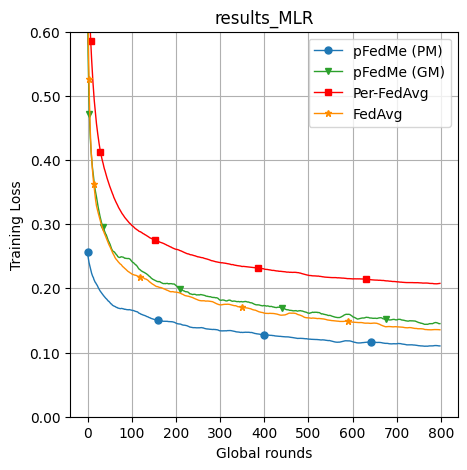 results_MLR
pFedMe (PM)
pFedMe (GM)
Per-FedAvg
FedAvg
Training Loss
0.60
0.50
0.40
0.30
0.20
0.10
0.00
0 100 200 300 400 500 600 700 800
Global rounds